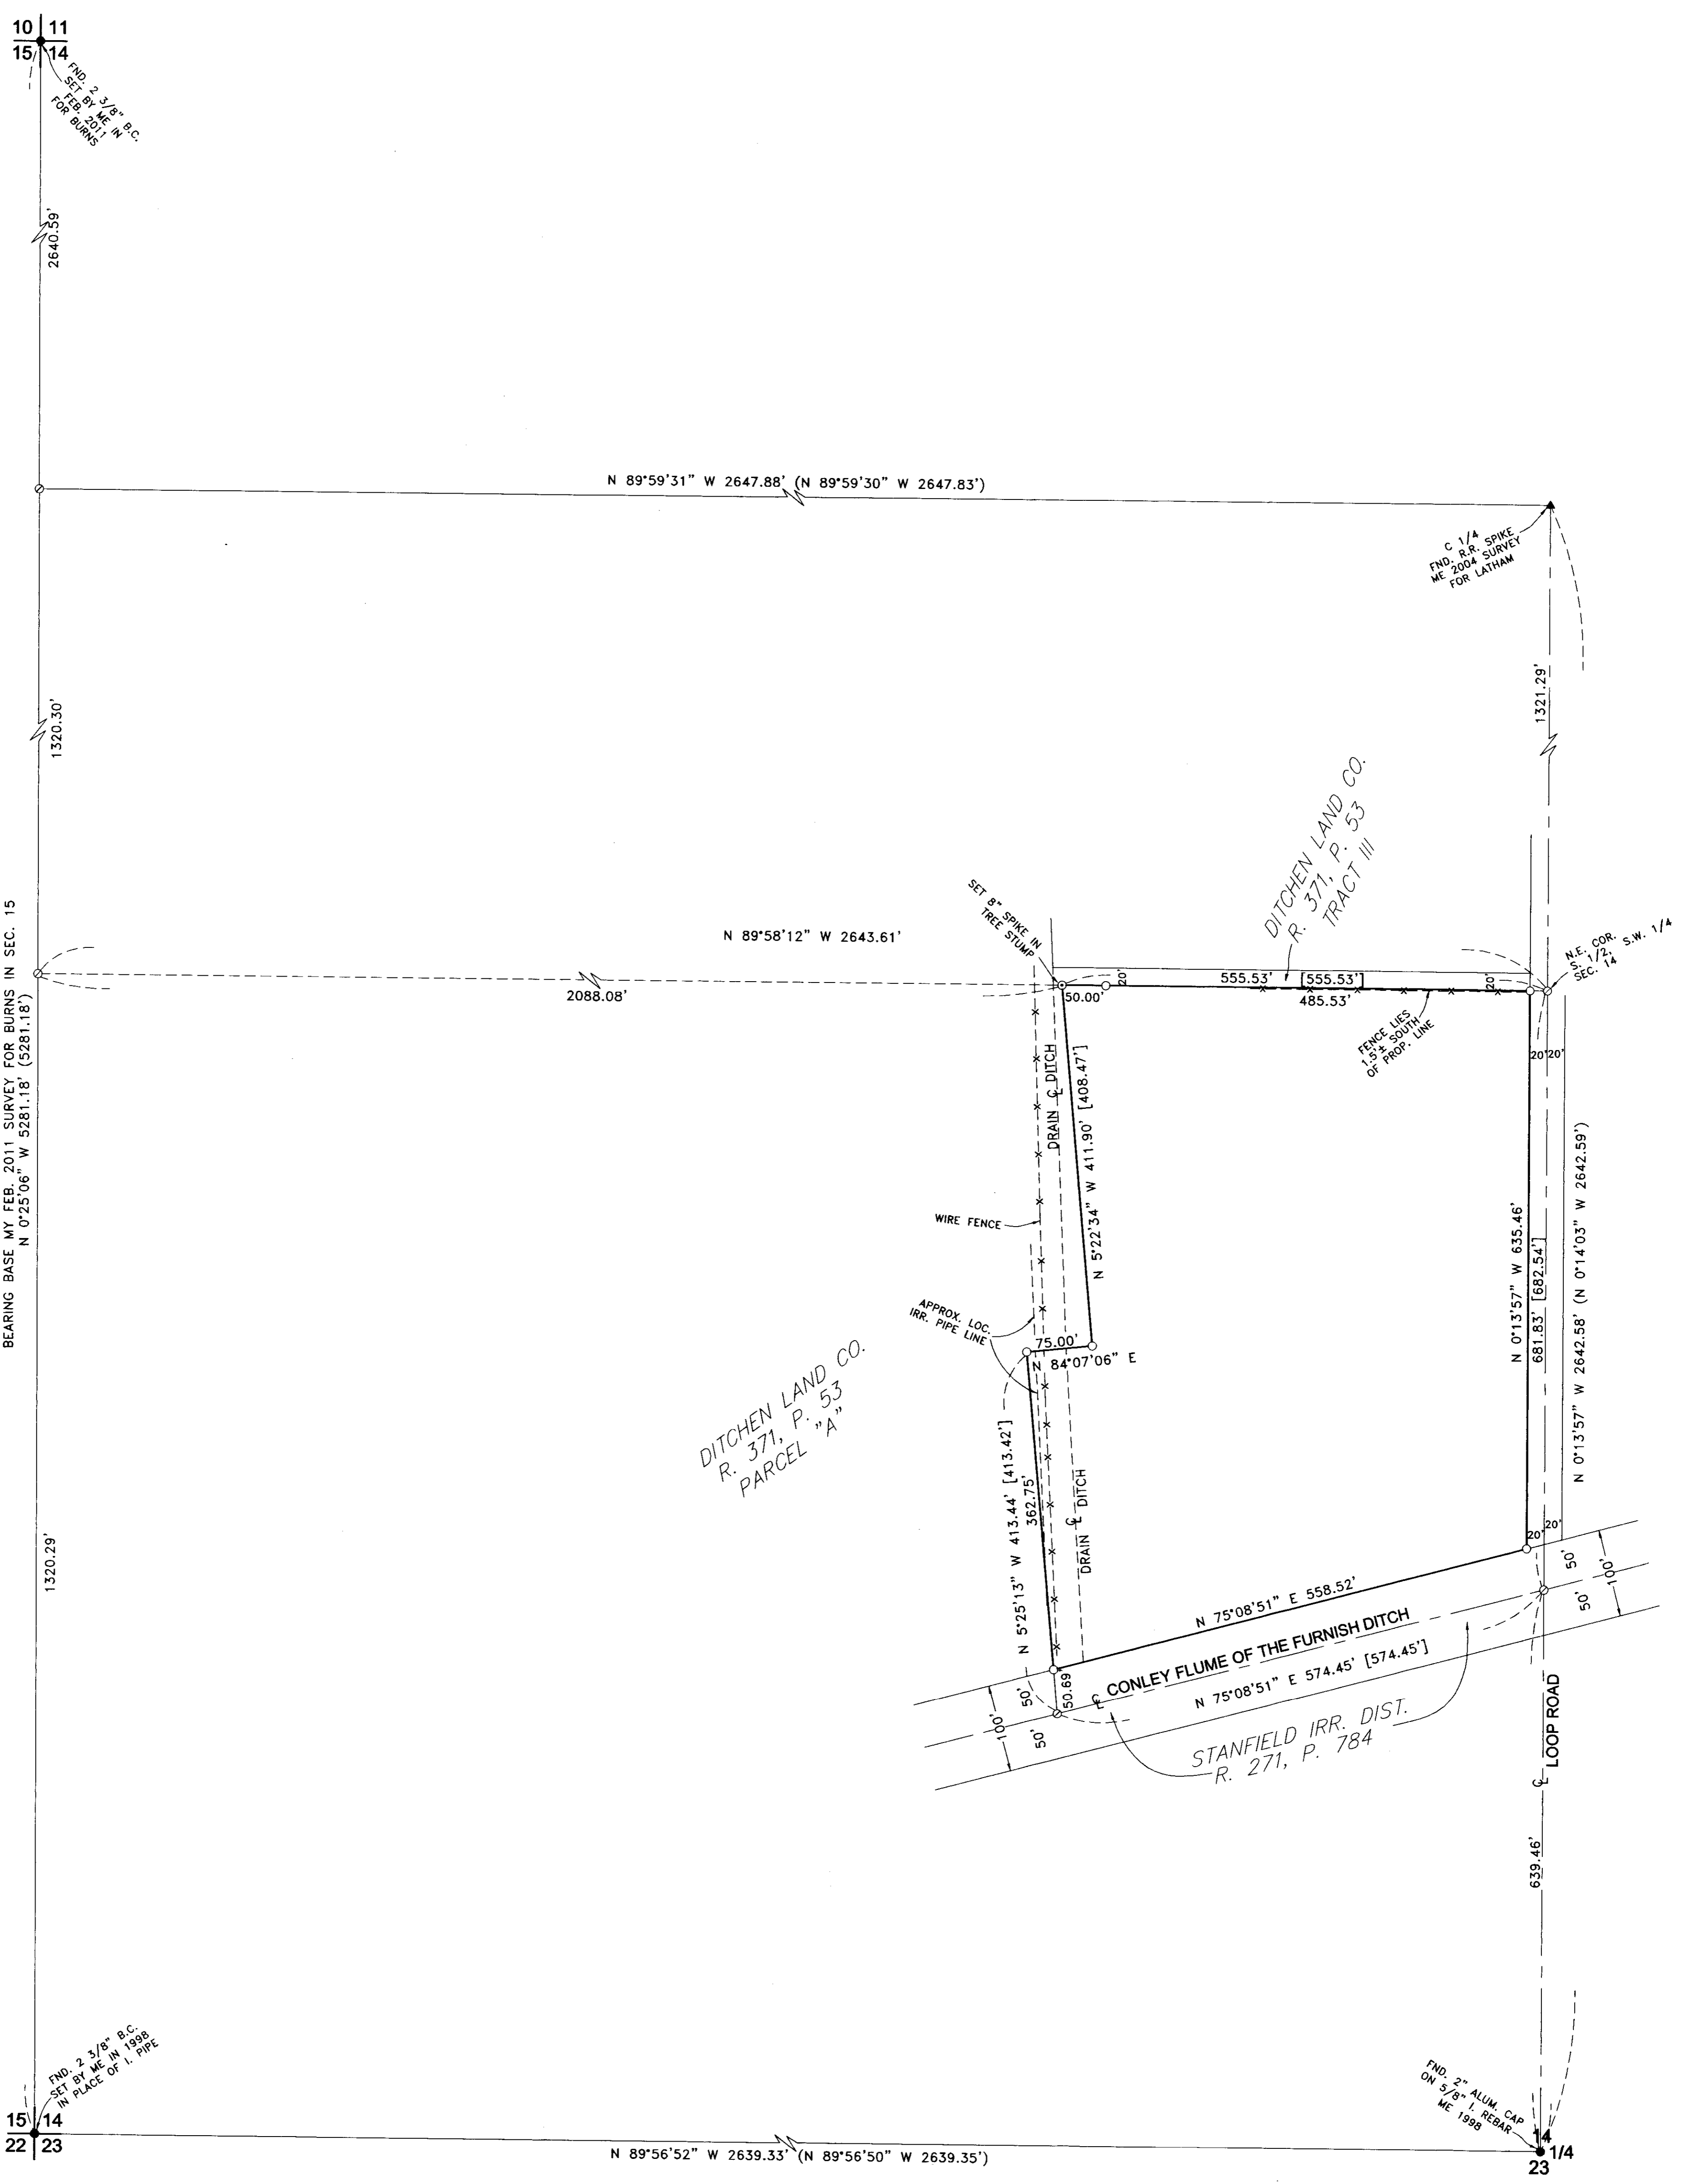 10 11
15 14
FND. 2 3/8" B.C.
SET BY ME IN
FEB. 2011
FOR BURNS
2640.59'
N 89°59'31" W 2647.88' (N 89°59'30" W 2647.83')
C 1/4
FND. R.R. SPIKE
ME 2004 SURVEY
FOR LATHAM
1320.30'
1321.29'
DITCHEN LAND CO.
R. 371, P. 53
TRACT III
BEARING BASE MY FEB. 2011 SURVEY FOR BURNS IN SEC. 15
N 0°25'06" W 5281.18' (5281.18')
SET 8" SPIKE IN
TREE STUMP
N 89°58'12" W 2643.61'
2088.08'
N.E. COR.
S. 1/2, S.W. 1/4
SEC. 14
20'
555.53' [555.53']
20'
50.00'
485.53'
FENCE LIES
1.5'± SOUTH
OF PROP. LINE
20' 20'
DRAIN ℄ DITCH
N 5°22'34" W 411.90' [408.47']
WIRE FENCE
APPROX. LOC.
IRR. PIPE LINE
75.00'
N 84°07'06" E
N 0°13'57" W 635.46'
681.83' [682.54']
N 0°13'57" W 2642.58' (N 0°14'03" W 2642.59')
DITCHEN LAND CO.
R. 371, P. 53
PARCEL "A"
N 5°25'13" W 413.44' [413.42']
362.75'
DRAIN ℄ DITCH
1320.29'
20' 20'
50'
100'
50'
N 75°08'51" E 558.52'
℄ CONLEY FLUME OF THE FURNISH DITCH
N 75°08'51" E 574.45' [574.45']
50'
50.69
100'
50'
STANFIELD IRR. DIST.
R. 271, P. 784
℄ LOOP ROAD
639.46'
FND. 2 3/8" B.C.
SET BY ME IN 1998
IN PLACE OF I. PIPE
15 14
22 23
N 89°56'52" W 2639.33' (N 89°56'50" W 2639.35')
FND. 2" ALUM. CAP
ON 5/8" I. REBAR
ME 1998
14
1/4
23